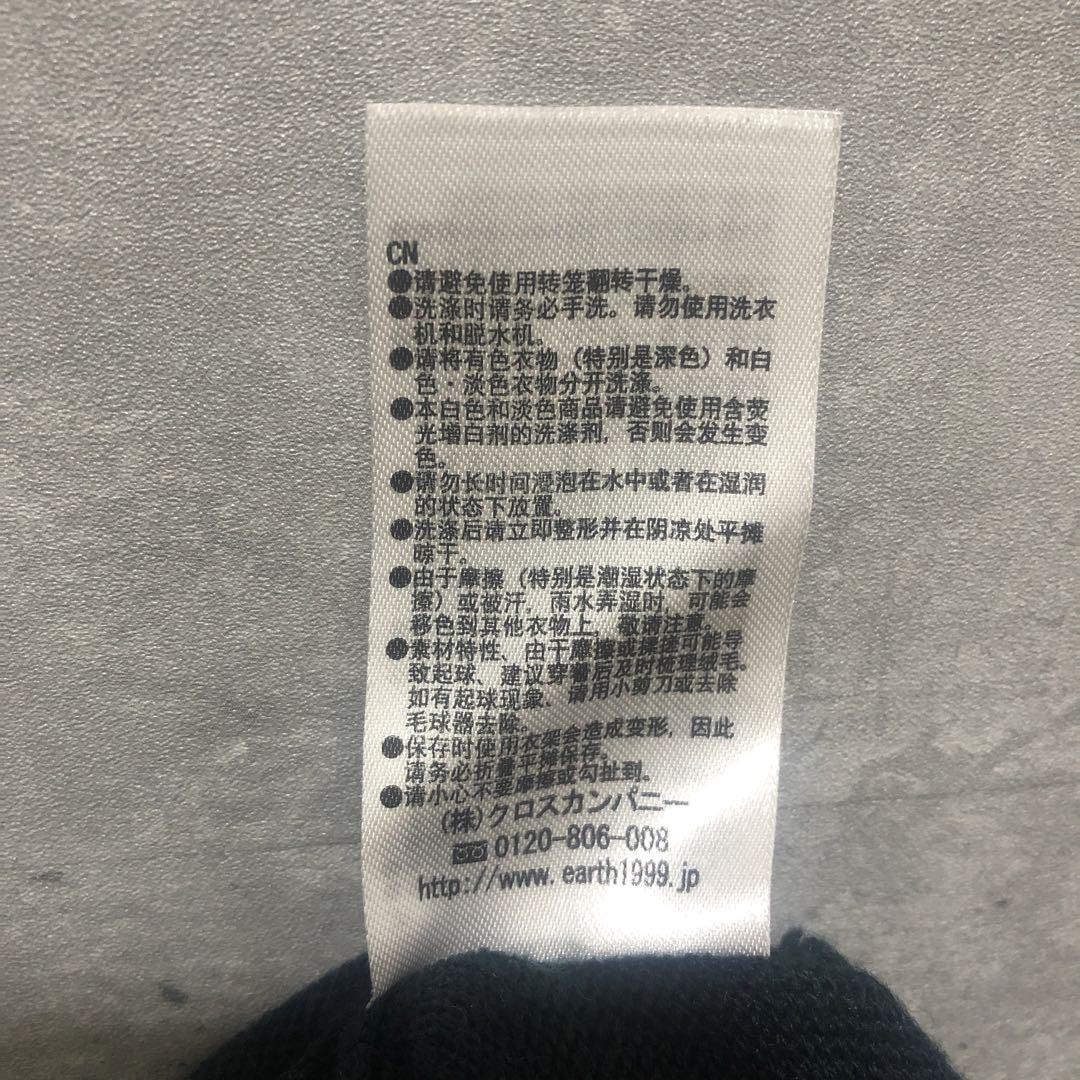 CN
●请避免使用转笼翻转干燥。
●洗涤时请务必手洗。请勿使用洗衣
机和脱水机。
●请将有色衣物（特别是深色）和白
色・淡色衣物分开洗涤。
●本白色和淡色商品请避免使用含荧
光增白剂的洗涤剂，否则会发生变
色。
●请勿长时间浸泡在水中或者在湿润
的状态下放置。
●洗涤后请立即整形并在阴凉处平摊
晾干。
●由于摩擦（特别是潮湿状态下的摩
擦）或被汗，雨水弄湿时，可能会
移色到其他衣物上，敬请注意。
●素材特性、由于摩擦或揉搓可能导
致起球、建议穿着后及时梳理绒毛。
如有起球现象、请用小剪刀或去除
毛球器去除。
●保存时使用衣架会造成变形，因此
请务必折叠平摊保存。
●请小心不要摩擦或勾扯到。
(株)クロスカンパニー
0120-806-008
http://www.earth1999.jp